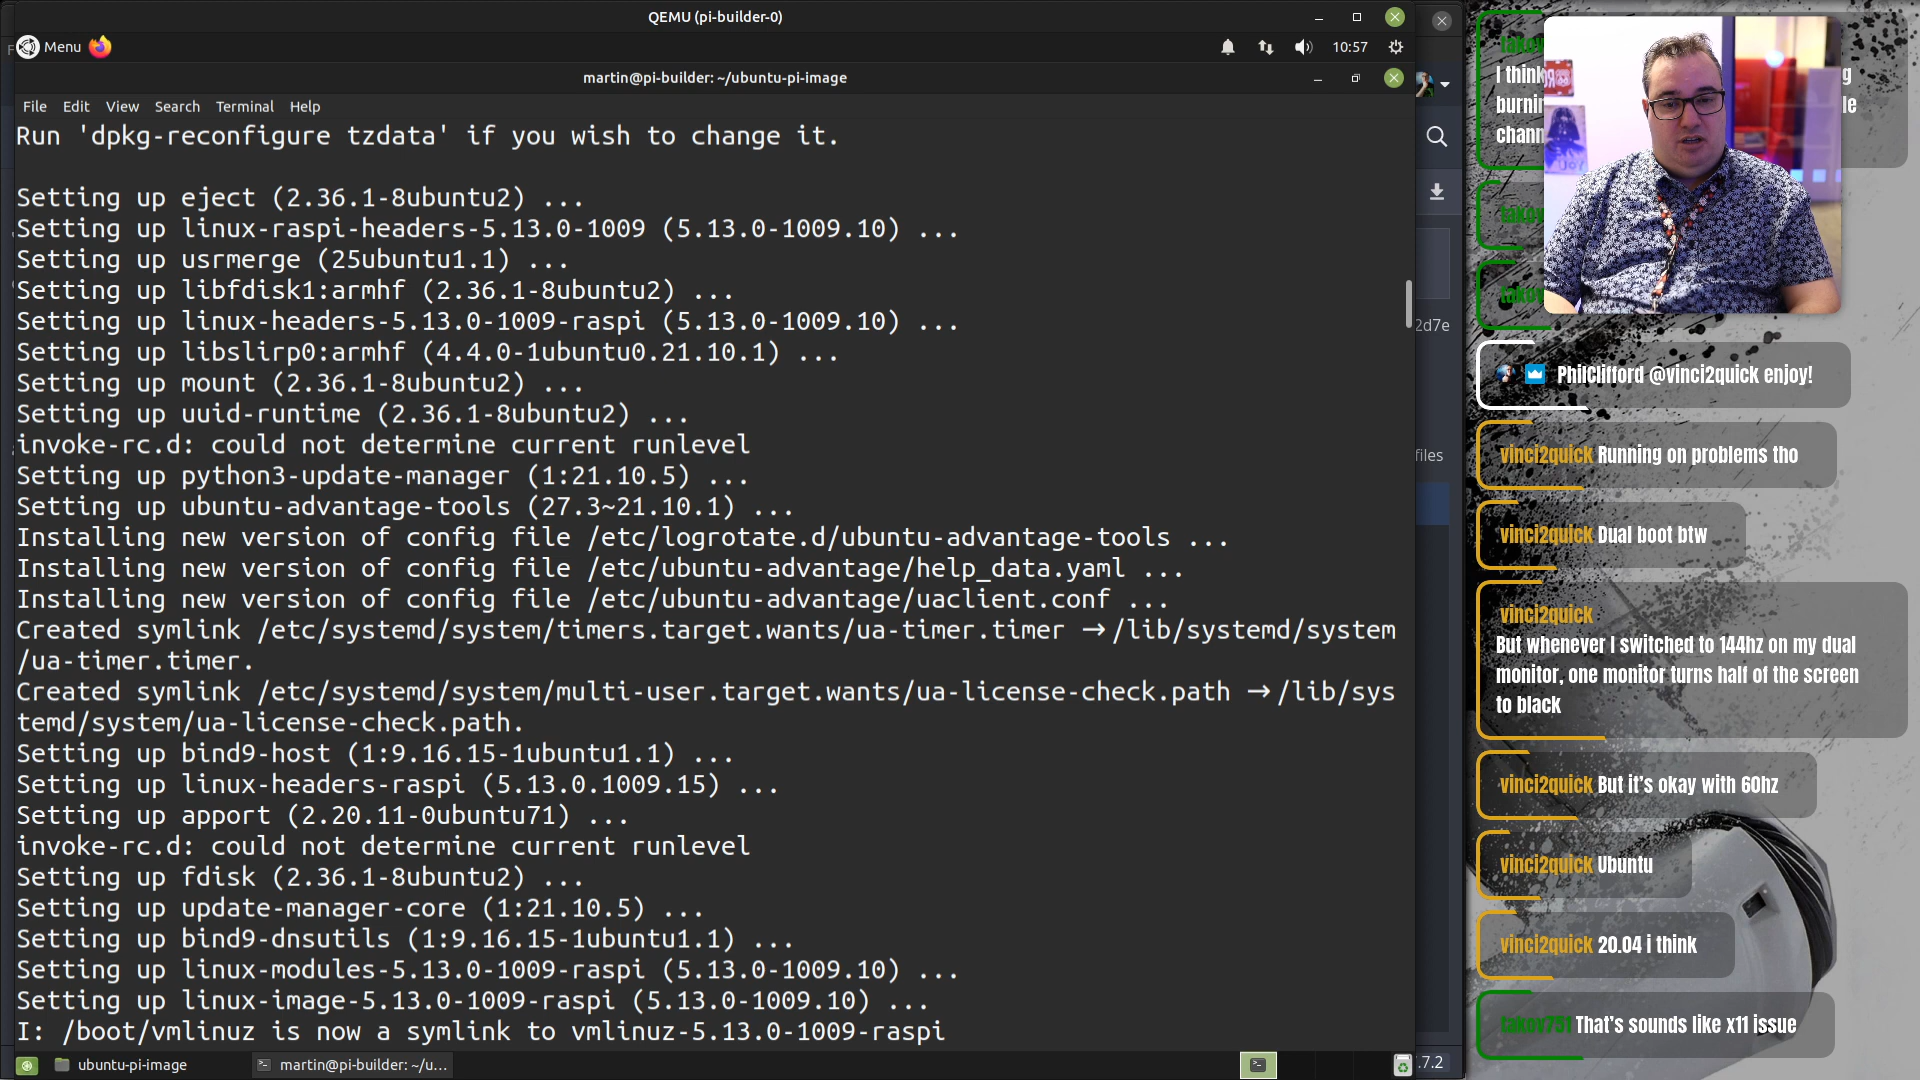 QEMU (pi-builder-0)
Menu
10:57
martin@pi-builder: ~/ubuntu-pi-image
File Edit View Search Terminal Help
Run 'dpkg-reconfigure tzdata' if you wish to change it.
Setting up eject (2.36.1-8ubuntu2) ...
Setting up linux-raspi-headers-5.13.0-1009 (5.13.0-1009.10) ...
Setting up usrmerge (25ubuntu1.1) ...
Setting up libfdisk1:armhf (2.36.1-8ubuntu2) ...
Setting up linux-headers-5.13.0-1009-raspi (5.13.0-1009.10) ...
Setting up libslirp0:armhf (4.4.0-1ubuntu0.21.10.1) ...
Setting up mount (2.36.1-8ubuntu2) ...
Setting up uuid-runtime (2.36.1-8ubuntu2) ...
invoke-rc.d: could not determine current runlevel
Setting up python3-update-manager (1:21.10.5) ...
Setting up ubuntu-advantage-tools (27.3~21.10.1) ...
Installing new version of config file /etc/logrotate.d/ubuntu-advantage-tools ...
Installing new version of config file /etc/ubuntu-advantage/help_data.yaml ...
Installing new version of config file /etc/ubuntu-advantage/uaclient.conf ...
Created symlink /etc/systemd/system/timers.target.wants/ua-timer.timer → /lib/systemd/system
/ua-timer.timer.
Created symlink /etc/systemd/system/multi-user.target.wants/ua-license-check.path → /lib/sys
temd/system/ua-license-check.path.
Setting up bind9-host (1:9.16.15-1ubuntu1.1) ...
Setting up linux-headers-raspi (5.13.0.1009.15) ...
Setting up apport (2.20.11-0ubuntu71) ...
invoke-rc.d: could not determine current runlevel
Setting up fdisk (2.36.1-8ubuntu2) ...
Setting up update-manager-core (1:21.10.5) ...
Setting up bind9-dnsutils (1:9.16.15-1ubuntu1.1) ...
Setting up linux-modules-5.13.0-1009-raspi (5.13.0-1009.10) ...
Setting up linux-image-5.13.0-1009-raspi (5.13.0-1009.10) ...
I: /boot/vmlinuz is now a symlink to vmlinuz-5.13.0-1009-raspi
ubuntu-pi-image
martin@pi-builder: ~/u...
2d7e
files
.7.2
I think
PhilClifford @vinci2quick enjoy!
vinci2quick Running on problems tho
vinci2quick Dual boot btw
vinci2quick
But whenever I switched to 144hz on my dual
monitor, one monitor turns half of the screen
to black
vinci2quick But it's okay with 60hz
vinci2quick Ubuntu
vinci2quick 20.04 i think
takov751 That's sounds like x11 issue